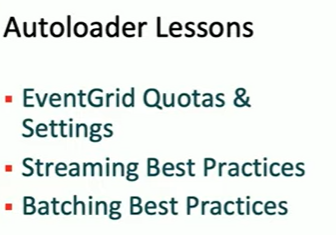 Autoloader Lessons
▪ EventGrid Quotas &
Settings
▪ Streaming Best Practices
▪ Batching Best Practices